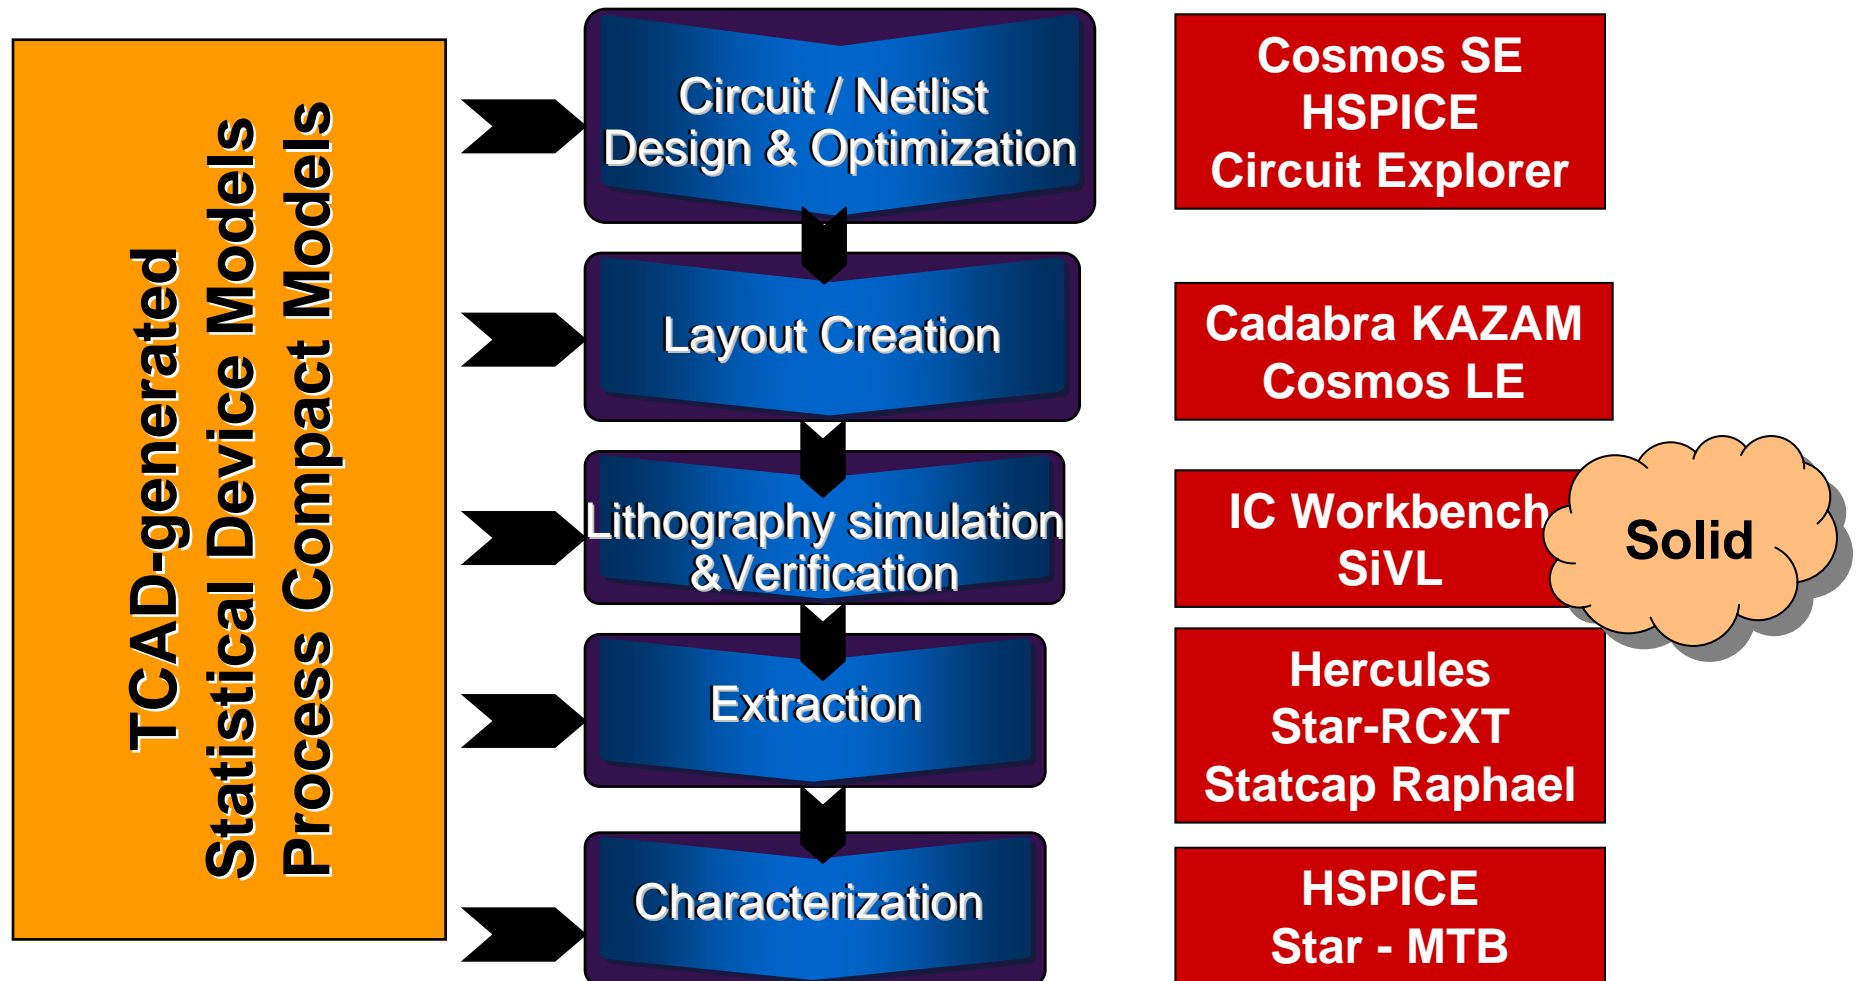 TCAD-generated
Statistical Device Models
Process Compact Models
Circuit / Netlist
Design & Optimization
Cosmos SE
HSPICE
Circuit Explorer
Layout Creation
Cadabra KAZAM
Cosmos LE
Lithography simulation
&Verification
IC Workbench
SiVL
Solid
Extraction
Hercules
Star-RCXT
Statcap Raphael
Characterization
HSPICE
Star - MTB